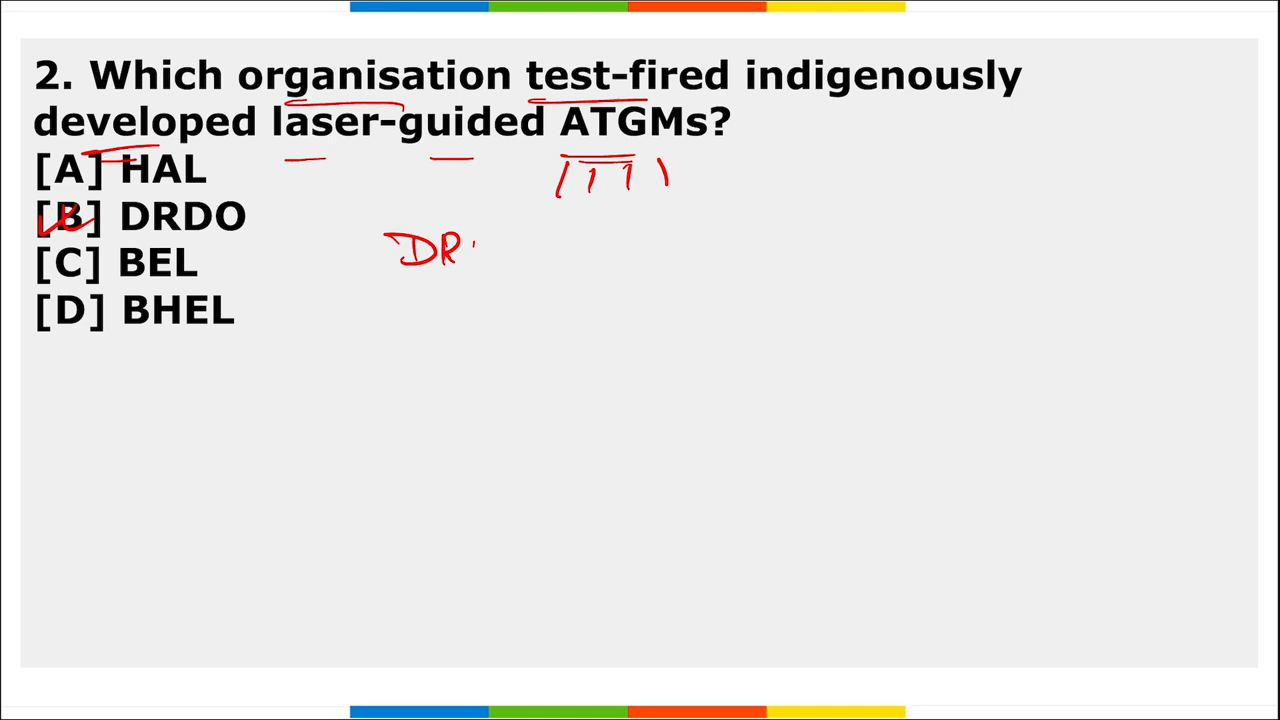 2. Which organisation test-fired indigenously
developed laser-guided ATGMs?
[A] HAL
[B] DRDO
DR
[C] BEL
[D] BHEL